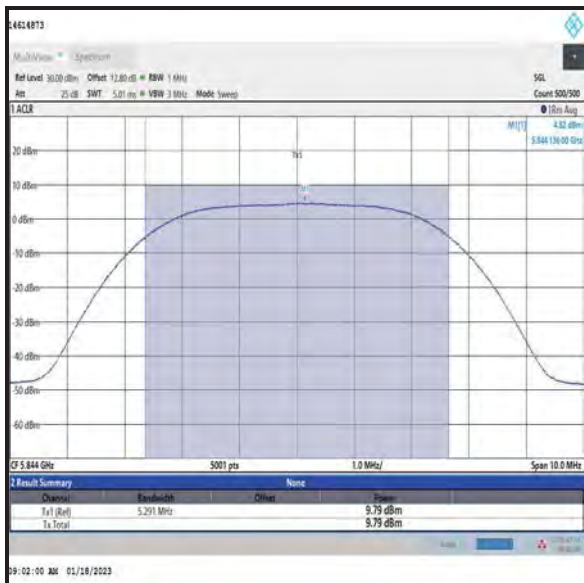 14614873
MultiView Spectrum
Ref Level 30.00 dBm Offset 12.80 dB RBW 1 MHz SGL
Att 25 dB SWT 5.01 ms VBW 3 MHz Mode Sweep Count 500/500
1 ACLR 1Rm Avg
M1[1] 4.82 dBm
5.844 136 00 GHz
Tx1
20 dBm
10 dBm
0 dBm
-10 dBm
-20 dBm
-30 dBm
-40 dBm
-50 dBm
-60 dBm
CF 5.844 GHz 5001 pts 1.0 MHz/ Span 10.0 MHz
2 Result Summary None
Channel Bandwidth Offset Power
Tx1 (Ref) 5.291 MHz 9.79 dBm
Tx Total 9.79 dBm
09:02:00 AM 01/18/2023